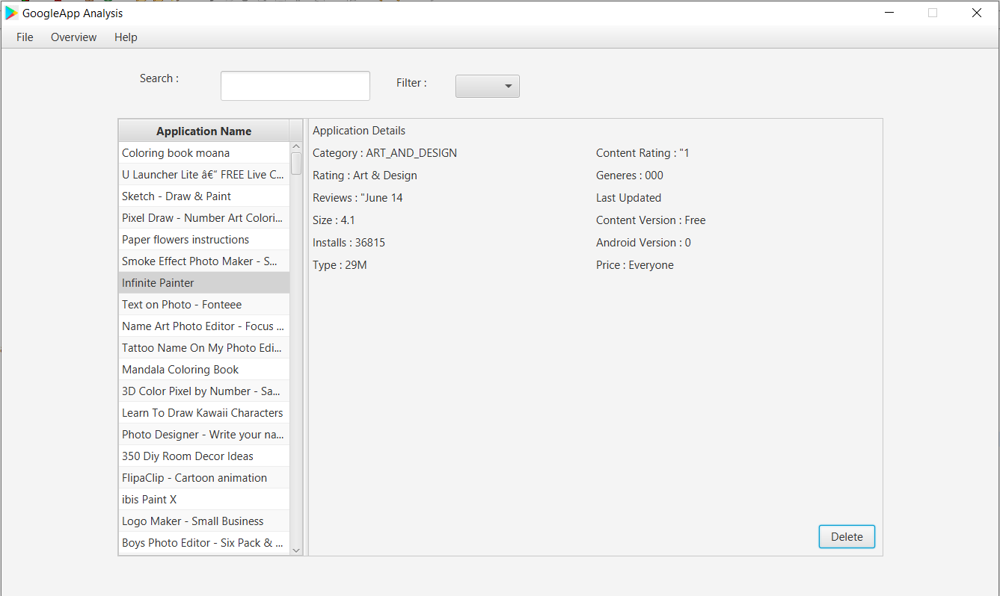 GoogleApp Analysis
File Overview Help
Search :
Filter :
Application Name
Coloring book moana
U Launcher Lite â€“ FREE Live C...
Sketch - Draw & Paint
Pixel Draw - Number Art Colori...
Paper flowers instructions
Smoke Effect Photo Maker - S...
Infinite Painter
Text on Photo - Fonteee
Name Art Photo Editor - Focus ...
Tattoo Name On My Photo Edi...
Mandala Coloring Book
3D Color Pixel by Number - Sa...
Learn To Draw Kawaii Characters
Photo Designer - Write your na...
350 Diy Room Decor Ideas
FlipaClip - Cartoon animation
ibis Paint X
Logo Maker - Small Business
Boys Photo Editor - Six Pack & ...
Application Details
Category : ART_AND_DESIGN
Rating : Art & Design
Reviews : "June 14
Size : 4.1
Installs : 36815
Type : 29M
Content Rating : "1
Generes : 000
Last Updated
Content Version : Free
Android Version : 0
Price : Everyone
Delete